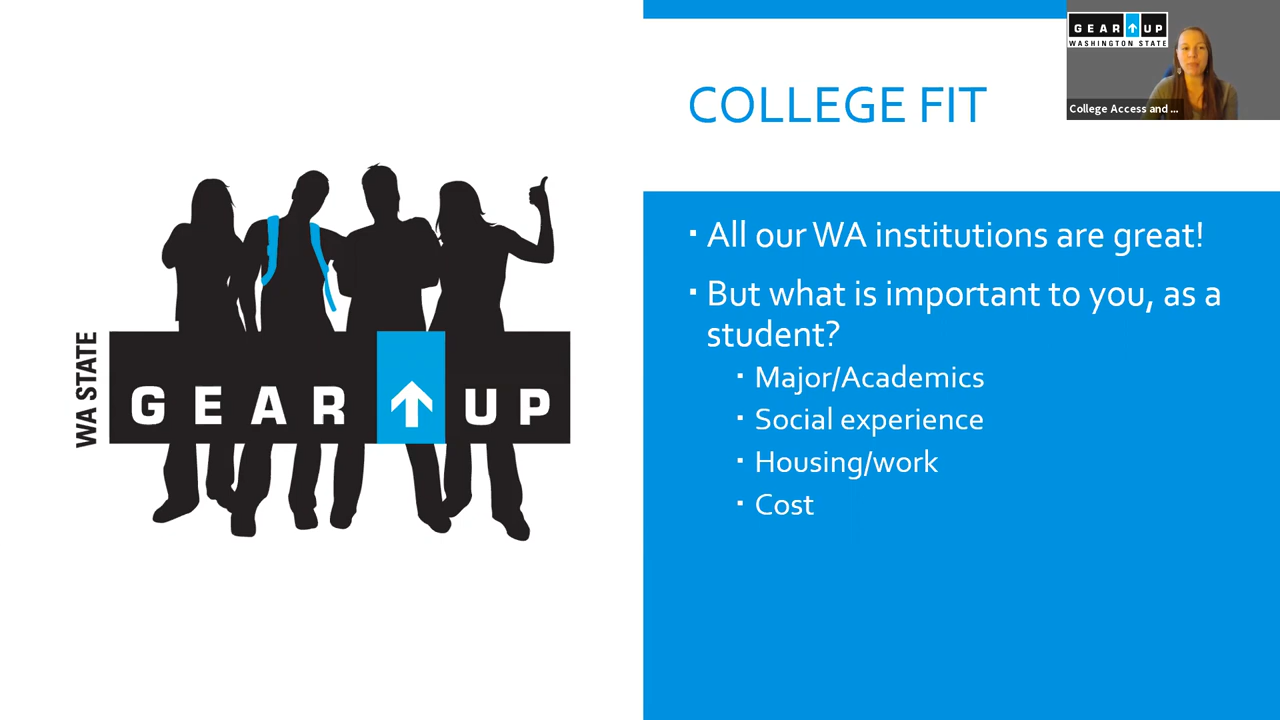 COLLEGE FIT
GEAR UP
WASHINGTON STATE
College Access and ...
WA STATE
GEAR UP
▪ All our WA institutions are great!
▪ But what is important to you, as a
student?
▪ Major/Academics
▪ Social experience
▪ Housing/work
▪ Cost